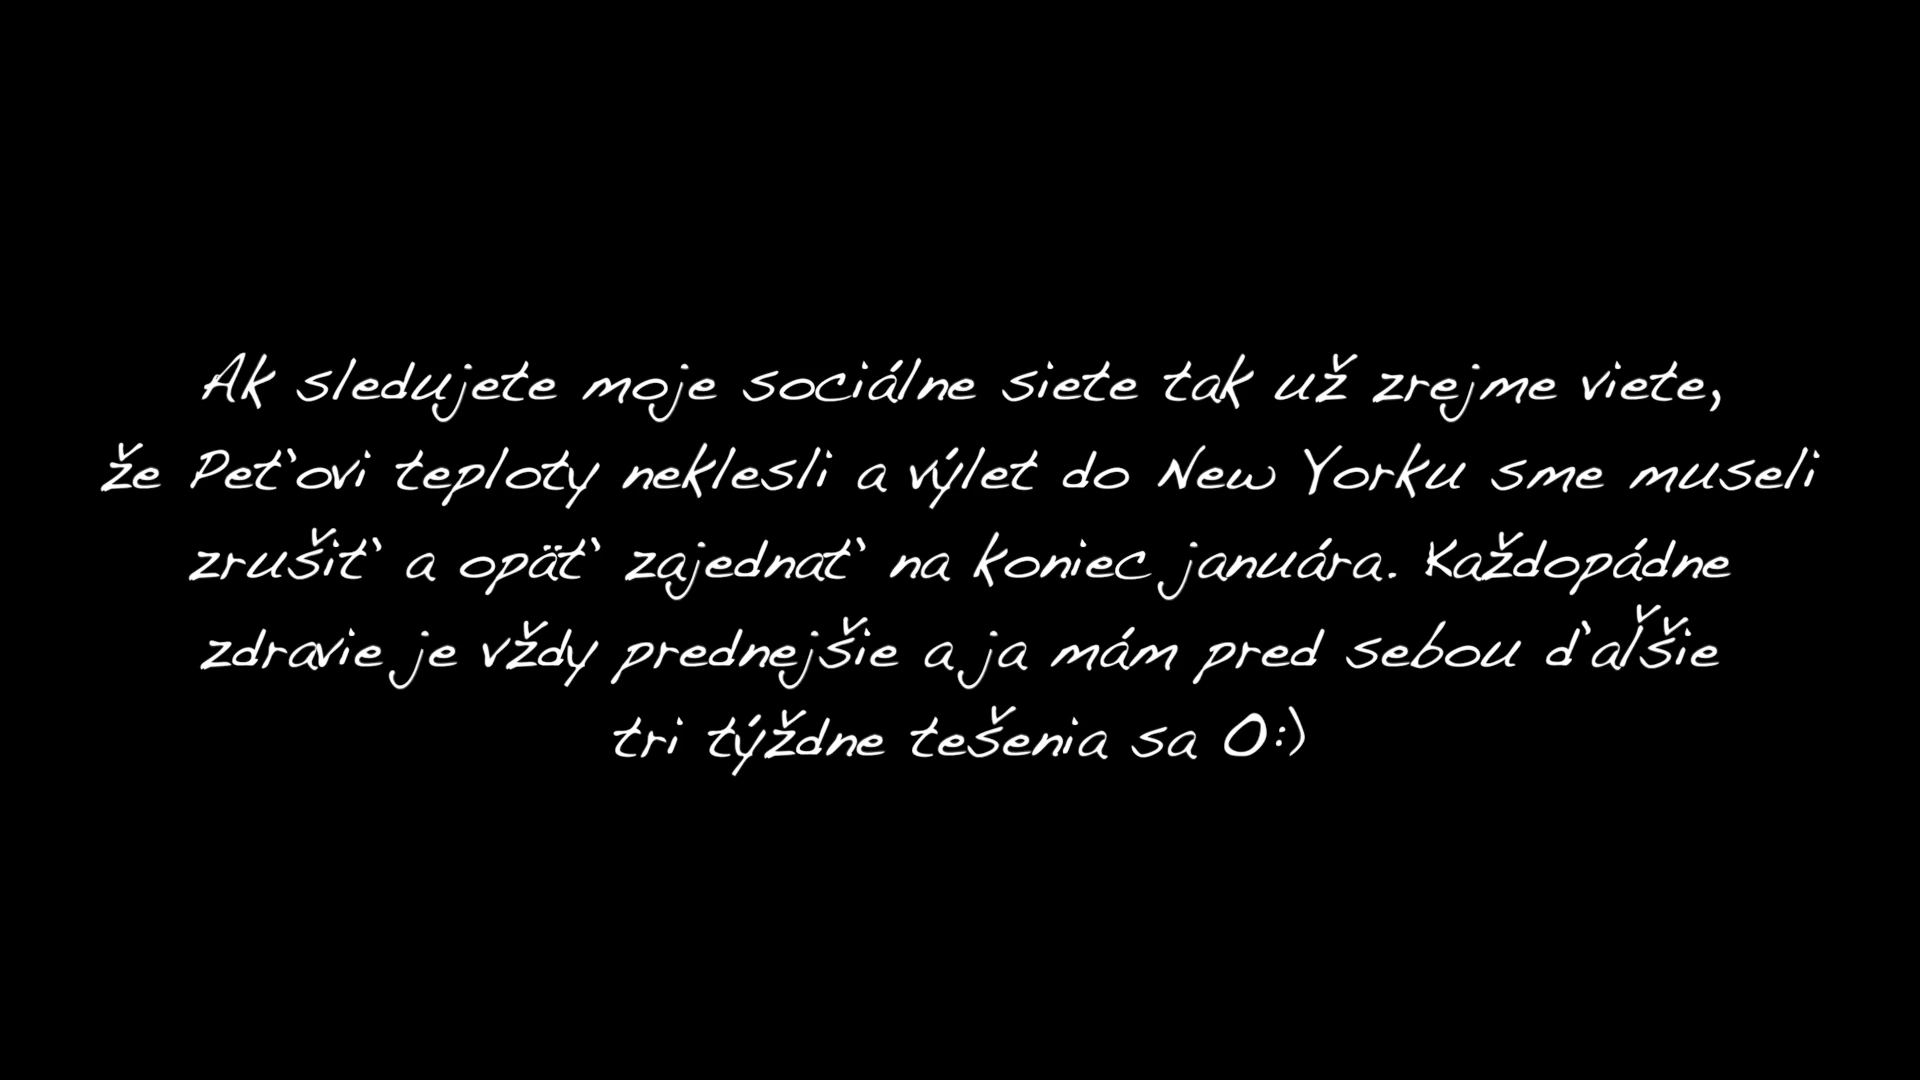 Ak sledujete moje sociálne siete tak už zrejme viete,
že Peťovi teploty neklesli a výlet do New Yorku sme museli
zrušiť a opäť zajednať na koniec januára. Každopádne
zdravie je vždy prednejšie a ja mám pred sebou ďaľšie
tri týždne tešenia sa O:)